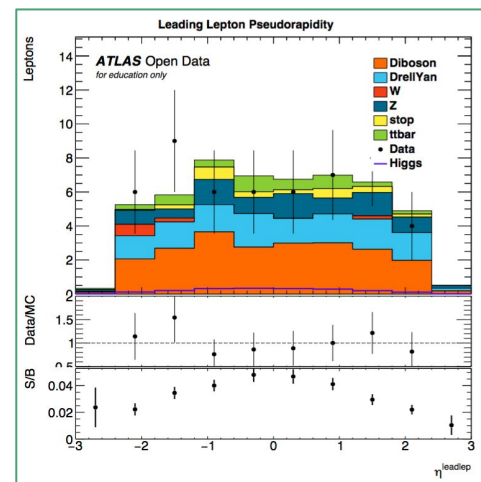 Leading Lepton Pseudorapidity
Leptons
ATLAS Open Data
for education only
Diboson
DrellYan
W
Z
stop
ttbar
Data
Higgs
14
12
10
8
6
4
2
0
Data/MC
2
1.5
1
0.5
S/B
0.04
0.02
0
−3 −2 −1 0 1 2 3
η leadlep